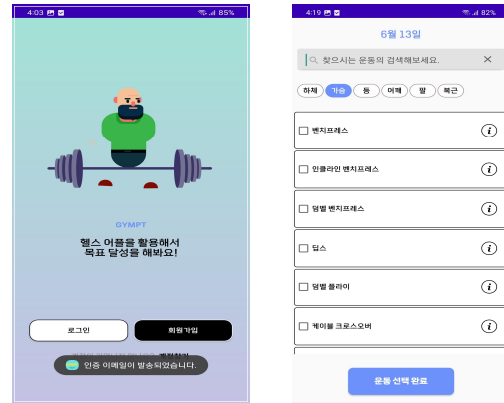 4:03
85%
GYMPT
헬스 어플을 활용해서
목표 달성을 해봐요!
로그인
회원가입
인증 이메일이 발송되었습니다.
4:19
82%
6월 13일
찾으시는 운동의 검색해보세요.
하체
가슴
등
어깨
팔
복근
벤치프레스
인클라인 벤치프레스
덤벨 벤치프레스
딥스
덤벨 플라이
케이블 크로스오버
운동 선택 완료